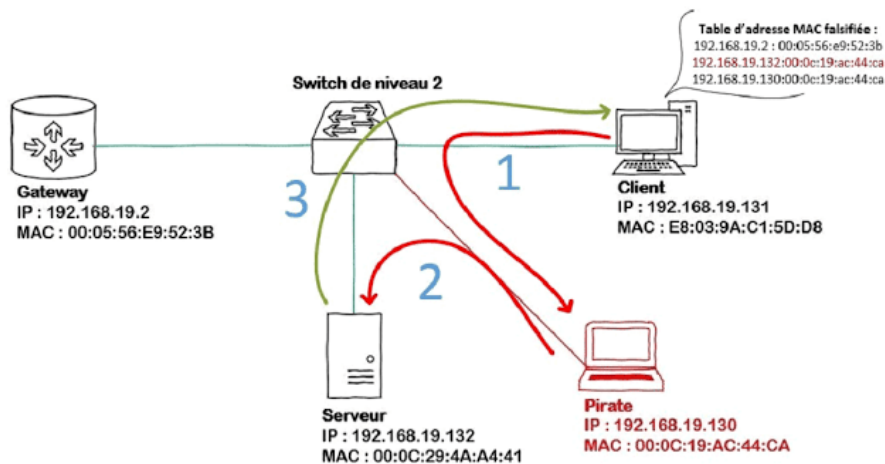 Table d'adresse MAC falsifiée :
192.168.19.2 : 00:05:56:e9:52:3b
192.168.19.132:00:0c:19:ac:44:ca
192.168.19.130:00:0c:19:ac:44:ca
Switch de niveau 2
Gateway
IP : 192.168.19.2
MAC : 00:05:56:E9:52:3B
3
1
Client
IP : 192.168.19.131
MAC : E8:03:9A:C1:5D:D8
2
Serveur
IP : 192.168.19.132
MAC : 00:0C:29:4A:A4:41
Pirate
IP : 192.168.19.130
MAC : 00:0C:19:AC:44:CA